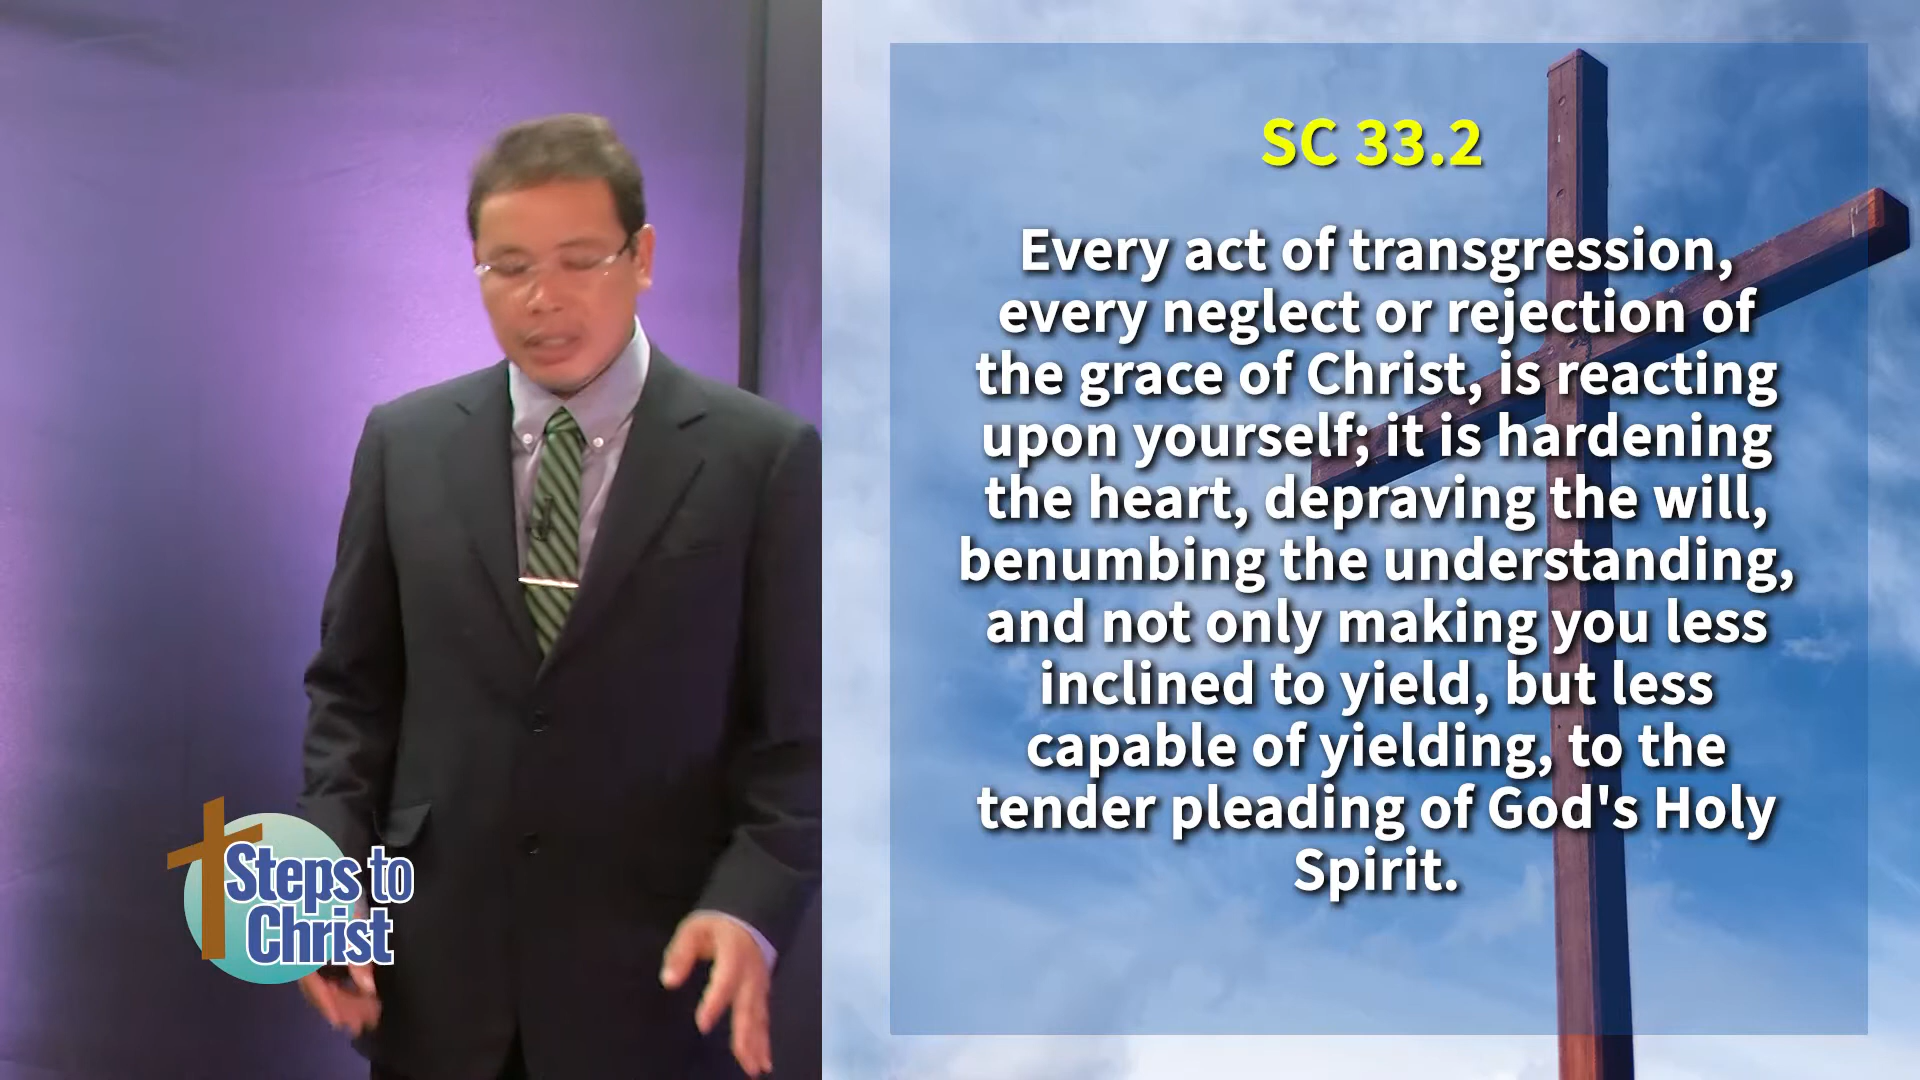 SC 33.2
Every act of transgression,
every neglect or rejection of
the grace of Christ, is reacting
upon yourself; it is hardening
the heart, depraving the will,
benumbing the understanding,
and not only making you less
inclined to yield, but less
capable of yielding, to the
tender pleading of God's Holy
Spirit.
Steps to
Christ